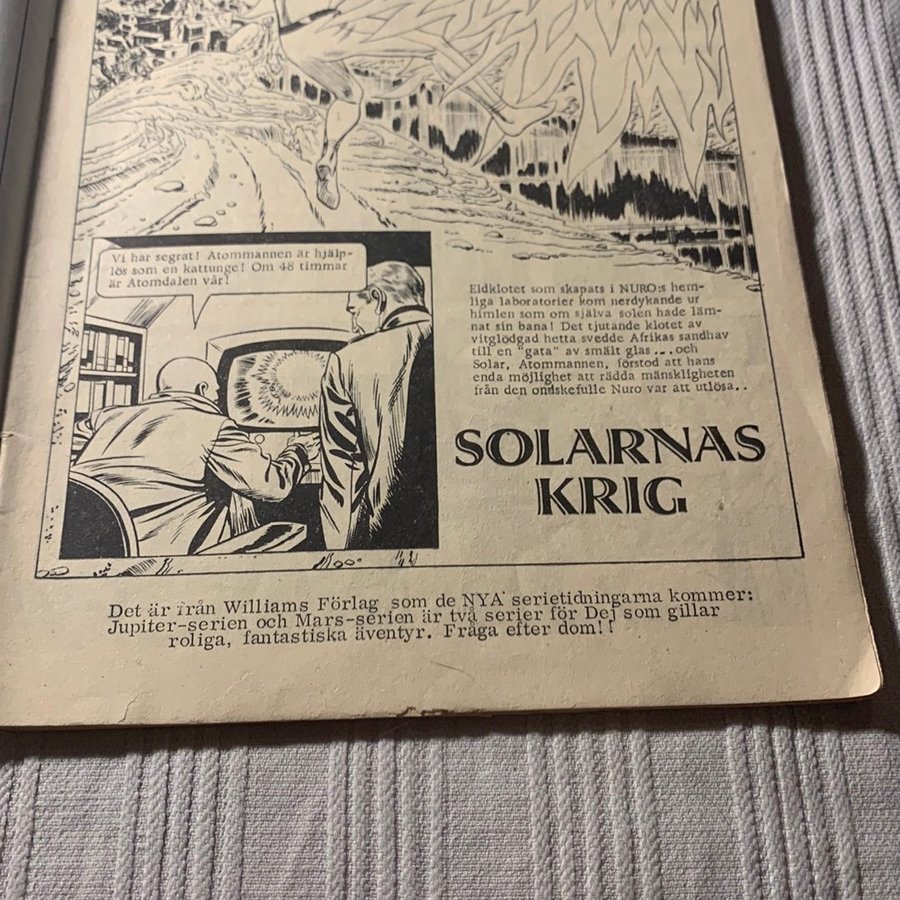 Vi har segrat! Atommannen är hjälp-
lös som en kattunge! Om 48 timmar
är Atomdalen vår!
Eldklotet som skapats i NURO:s hem-
liga laboratorier kom nerdykande ur
himlen som om själva solen hade läm-
nat sin bana! Det tjutande klotet av
vitglödgad hetta svedde Afrikas sandhav
till en "gata" av smält glas ... och
Solar, Atommannen, förstod att hans
enda möjlighet att rädda mänskligheten
från den ondskefulle Nuro var att utlösa..
SOLARNAS
KRIG
Det är från Williams Förlag som de NYA serietidningarna kommer:
Jupiter-serien och Mars-serien är två serier för Dej som gillar
roliga, fantastiska äventyr. Fråga efter dom!!